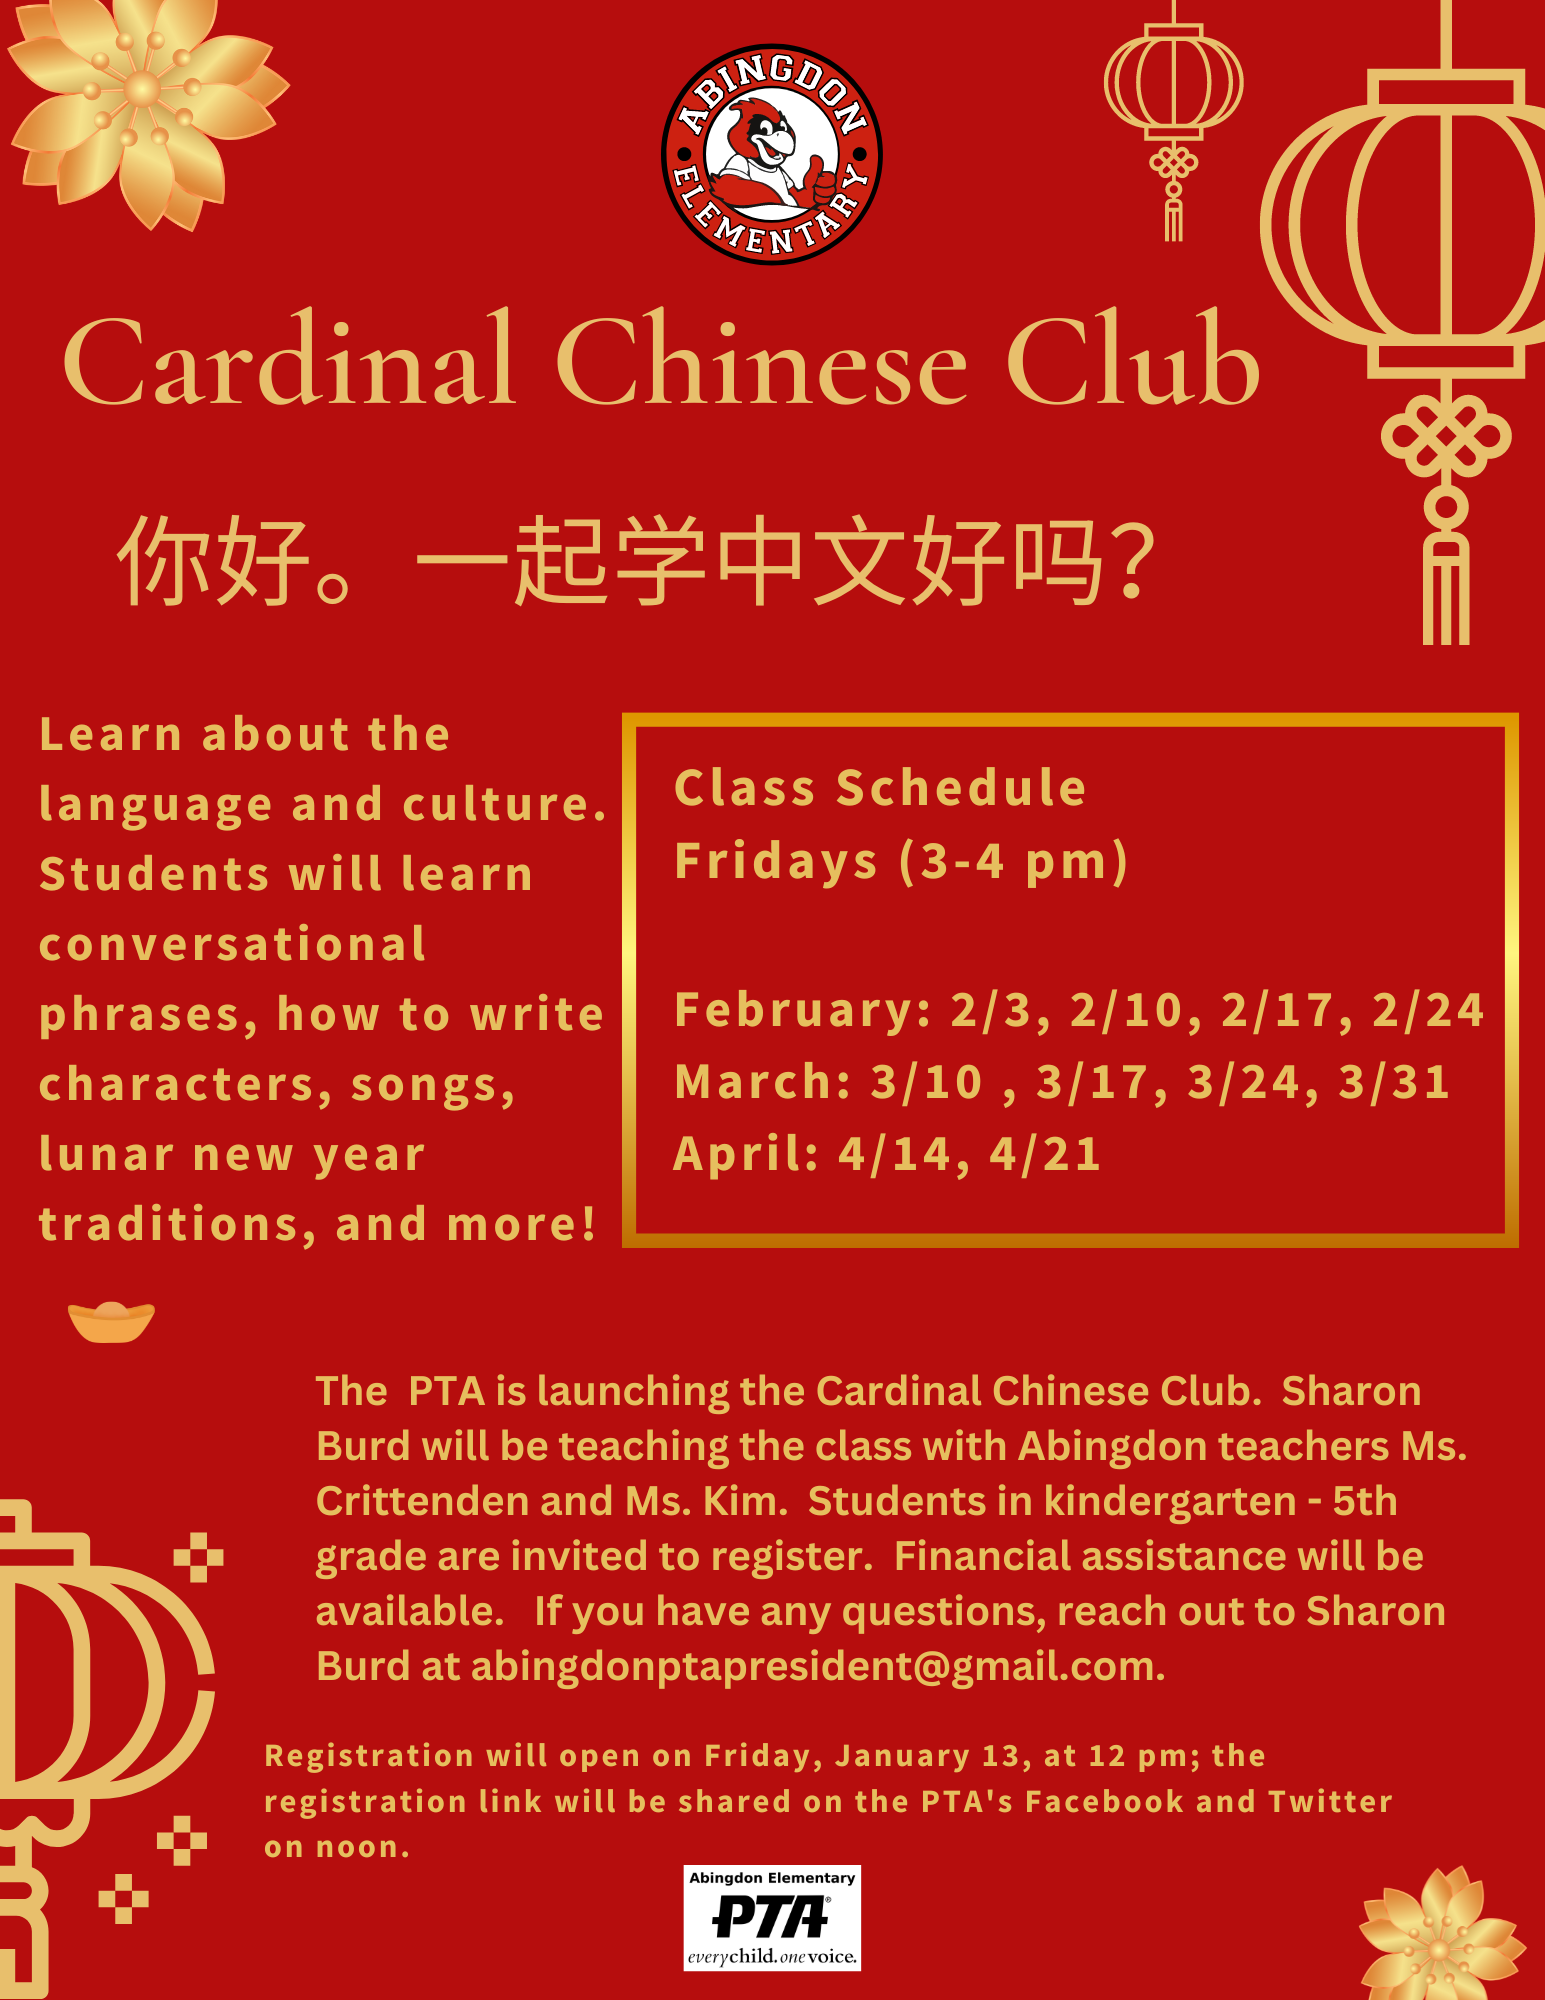 ABINGDON
ELEMENTARY
Cardinal Chinese Club
你好。一起学中文好吗?
Learn about the
language and culture.
Students will learn
conversational
phrases, how to write
characters, songs,
lunar new year
traditions, and more!
Class Schedule
Fridays (3-4 pm)
February: 2/3, 2/10, 2/17, 2/24
March: 3/10 , 3/17, 3/24, 3/31
April: 4/14, 4/21
The  PTA is launching the Cardinal Chinese Club.  Sharon
Burd will be teaching the class with Abingdon teachers Ms.
Crittenden and Ms. Kim.  Students in kindergarten - 5th
grade are invited to register.  Financial assistance will be
available.   If you have any questions, reach out to Sharon
Burd at abingdonptapresident@gmail.com.
Registration will open on Friday, January 13, at 12 pm; the
registration link will be shared on the PTA's Facebook and Twitter
on noon.
Abingdon Elementary
PTA®
everychild.onevoice.